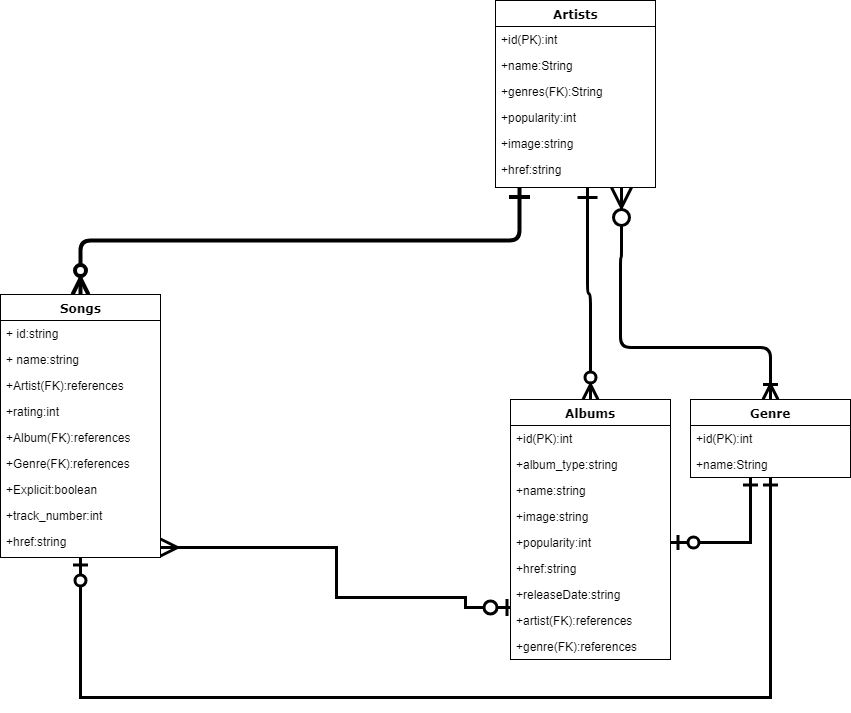 Artists
+id(PK):int
+name:String
+genres(FK):String
+popularity:int
+image:string
+href:string
Songs
+ id:string
+ name:string
+Artist(FK):references
+rating:int
+Album(FK):references
+Genre(FK):references
+Explicit:boolean
+track_number:int
+href:string
Albums
+id(PK):int
+album_type:string
+name:string
+image:string
+popularity:int
+href:string
+releaseDate:string
+artist(FK):references
+genre(FK):references
Genre
+id(PK):int
+name:String